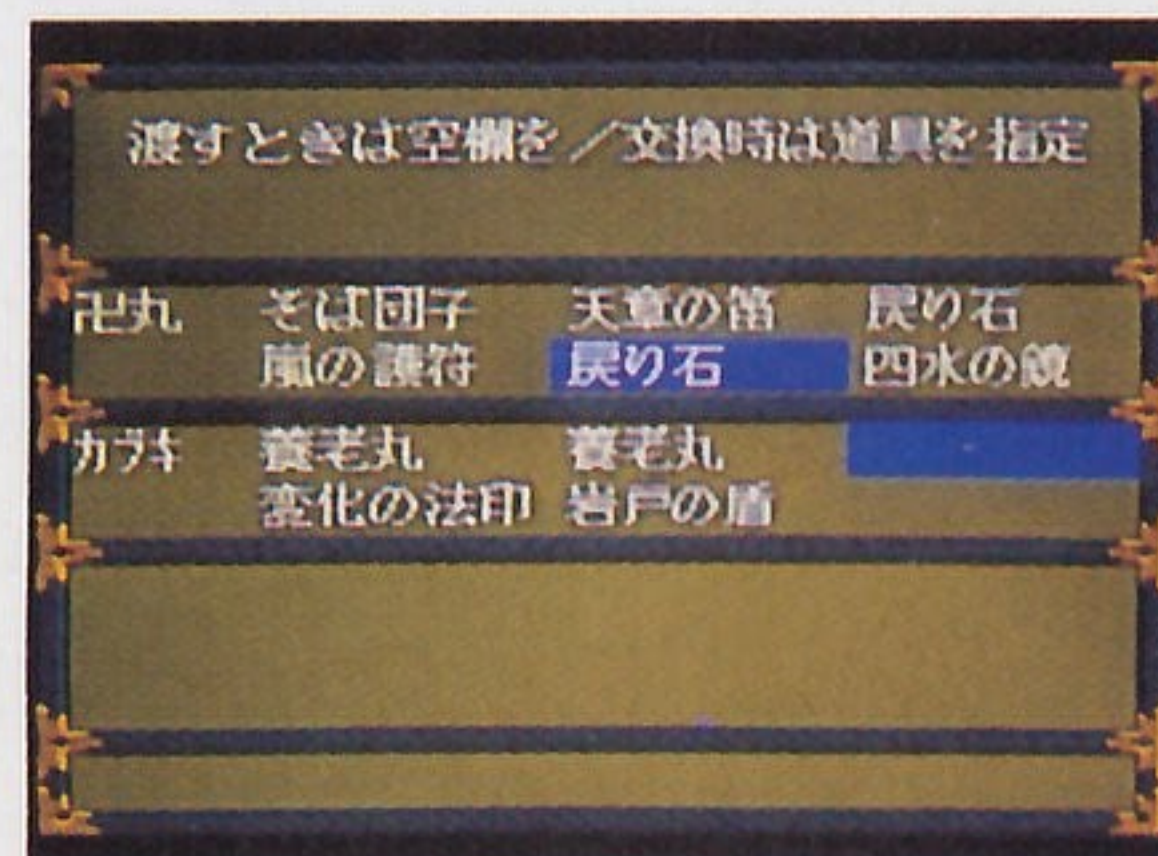 渡すときは空欄を／交換時は道具を指定
卍丸 そば団子 天章の笛 戻り石
嵐の護符 戻り石 四水の鏡
カブキ 養老丸 養老丸
変化の法印 岩戸の盾